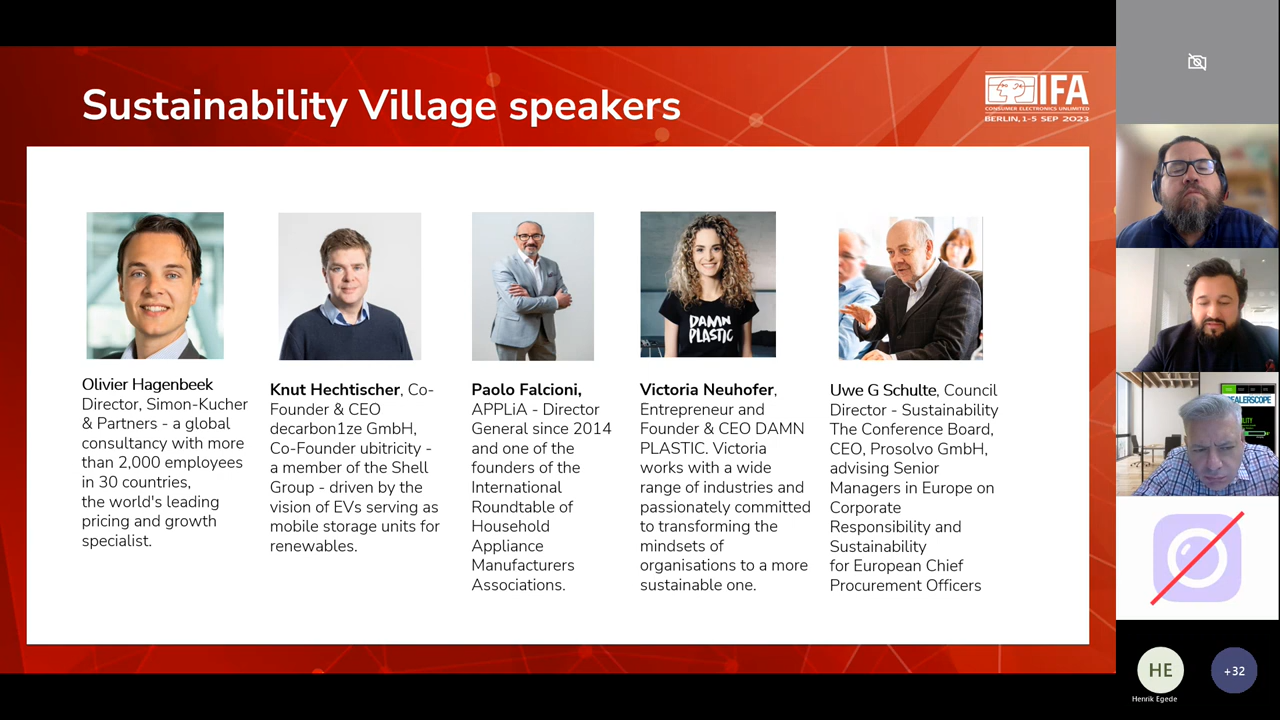 Sustainability Village speakers
IFA
CONSUMER ELECTRONICS UNLIMITED
BERLIN, 1-5 SEP 2023
DAMN
PLASTIC
Olivier Hagenbeek
Director, Simon-Kucher
& Partners - a global
consultancy with more
than 2,000 employees
in 30 countries,
the world's leading
pricing and growth
specialist.
Knut Hechtischer, Co-
Founder & CEO
decarbon1ze GmbH,
Co-Founder ubitricity -
a member of the Shell
Group - driven by the
vision of EVs serving as
mobile storage units for
renewables.
Paolo Falcioni,
APPLiA - Director
General since 2014
and one of the
founders of the
International
Roundtable of
Household
Appliance
Manufacturers
Associations.
Victoria Neuhofer,
Entrepreneur and
Founder & CEO DAMN
PLASTIC. Victoria
works with a wide
range of industries and
passionately committed
to transforming the
mindsets of
organisations to a more
sustainable one.
Uwe G Schulte, Council
Director - Sustainability
The Conference Board,
CEO, Prosolvo GmbH,
advising Senior
Managers in Europe on
Corporate
Responsibility and
Sustainability
for European Chief
Procurement Officers
HE
Henrik Egede
+32